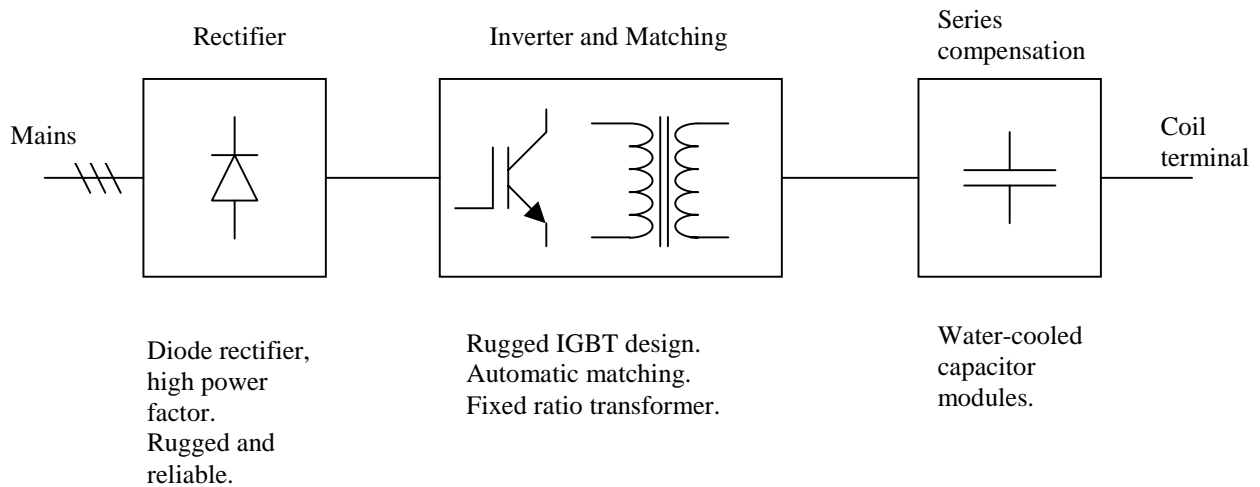 Rectifier
Inverter and Matching
Series
compensation
Mains
Coil
terminal
Diode rectifier,
high power
factor.
Rugged and
reliable.
Rugged IGBT design.
Automatic matching.
Fixed ratio transformer.
Water-cooled
capacitor
modules.